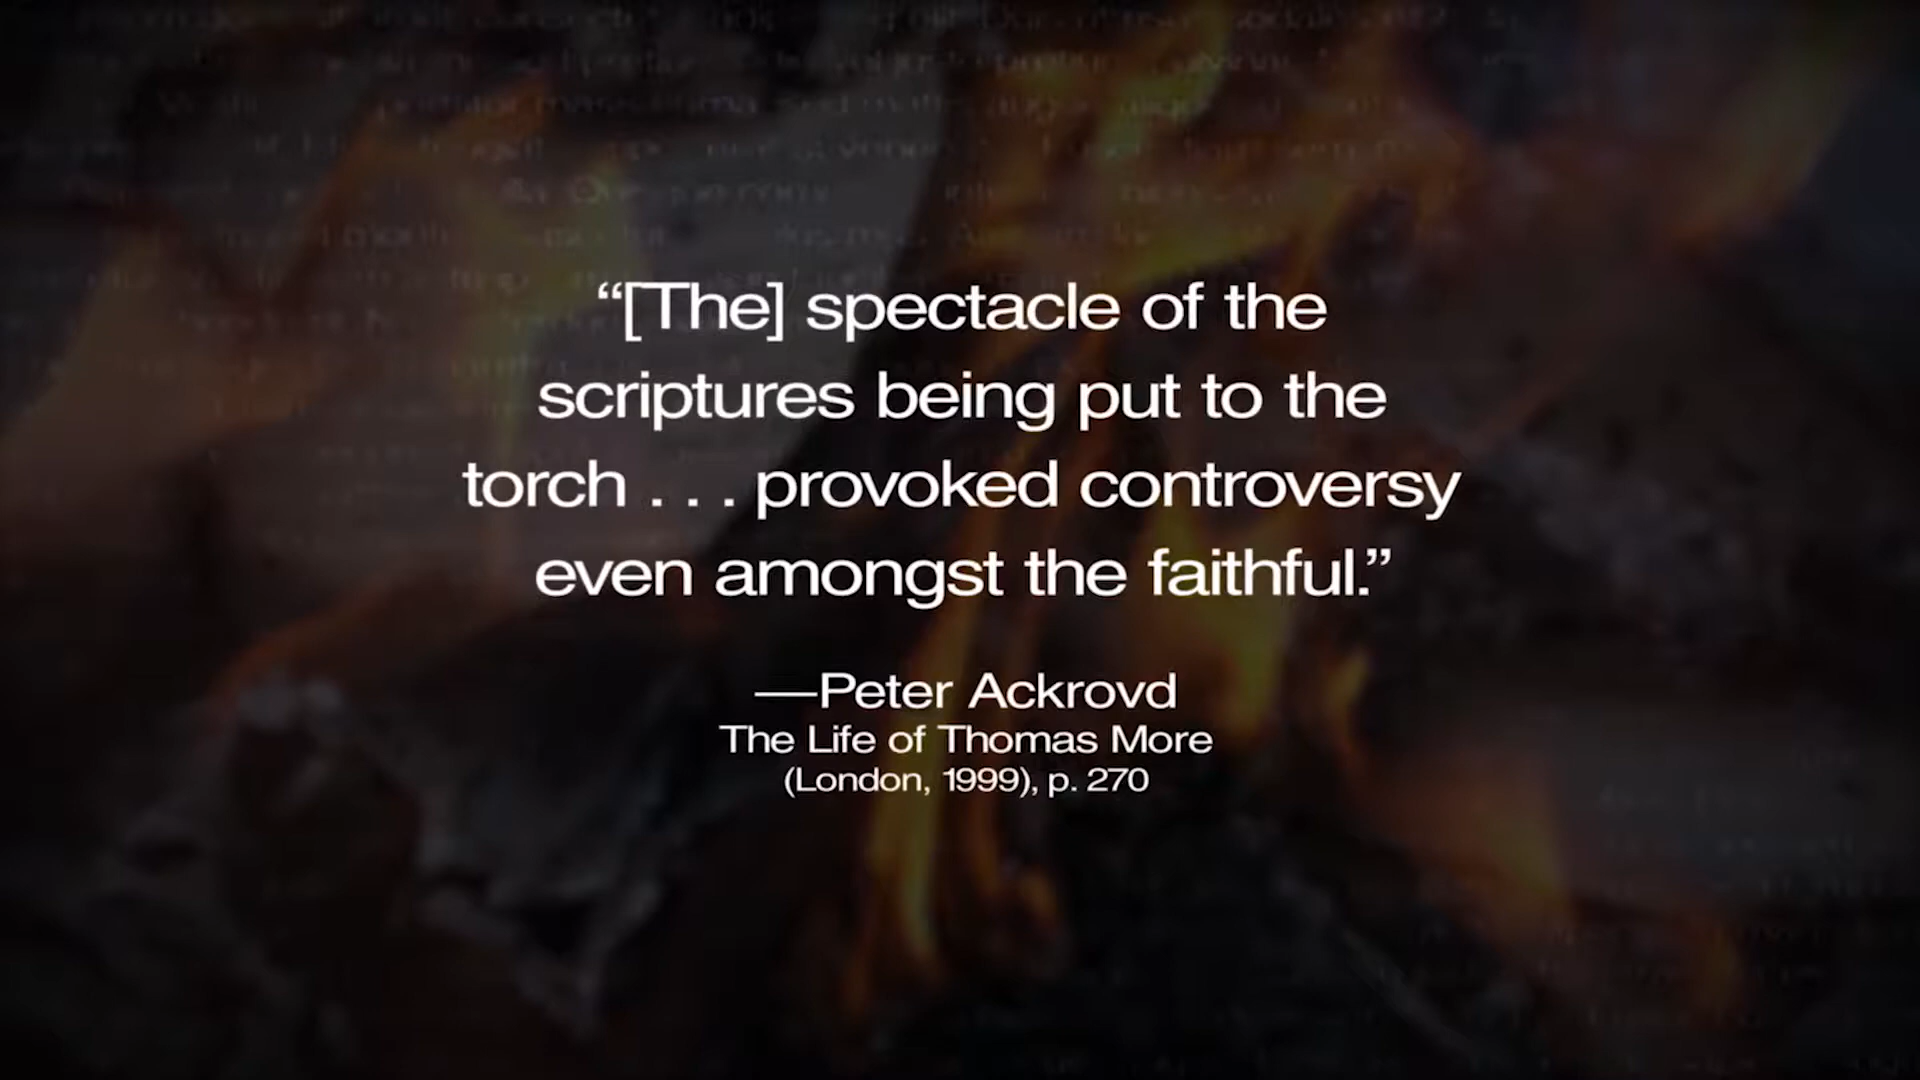 “[The] spectacle of the
scriptures being put to the
torch . . . provoked controversy
even amongst the faithful.”
—Peter Ackrovd
The Life of Thomas More
(London, 1999), p. 270